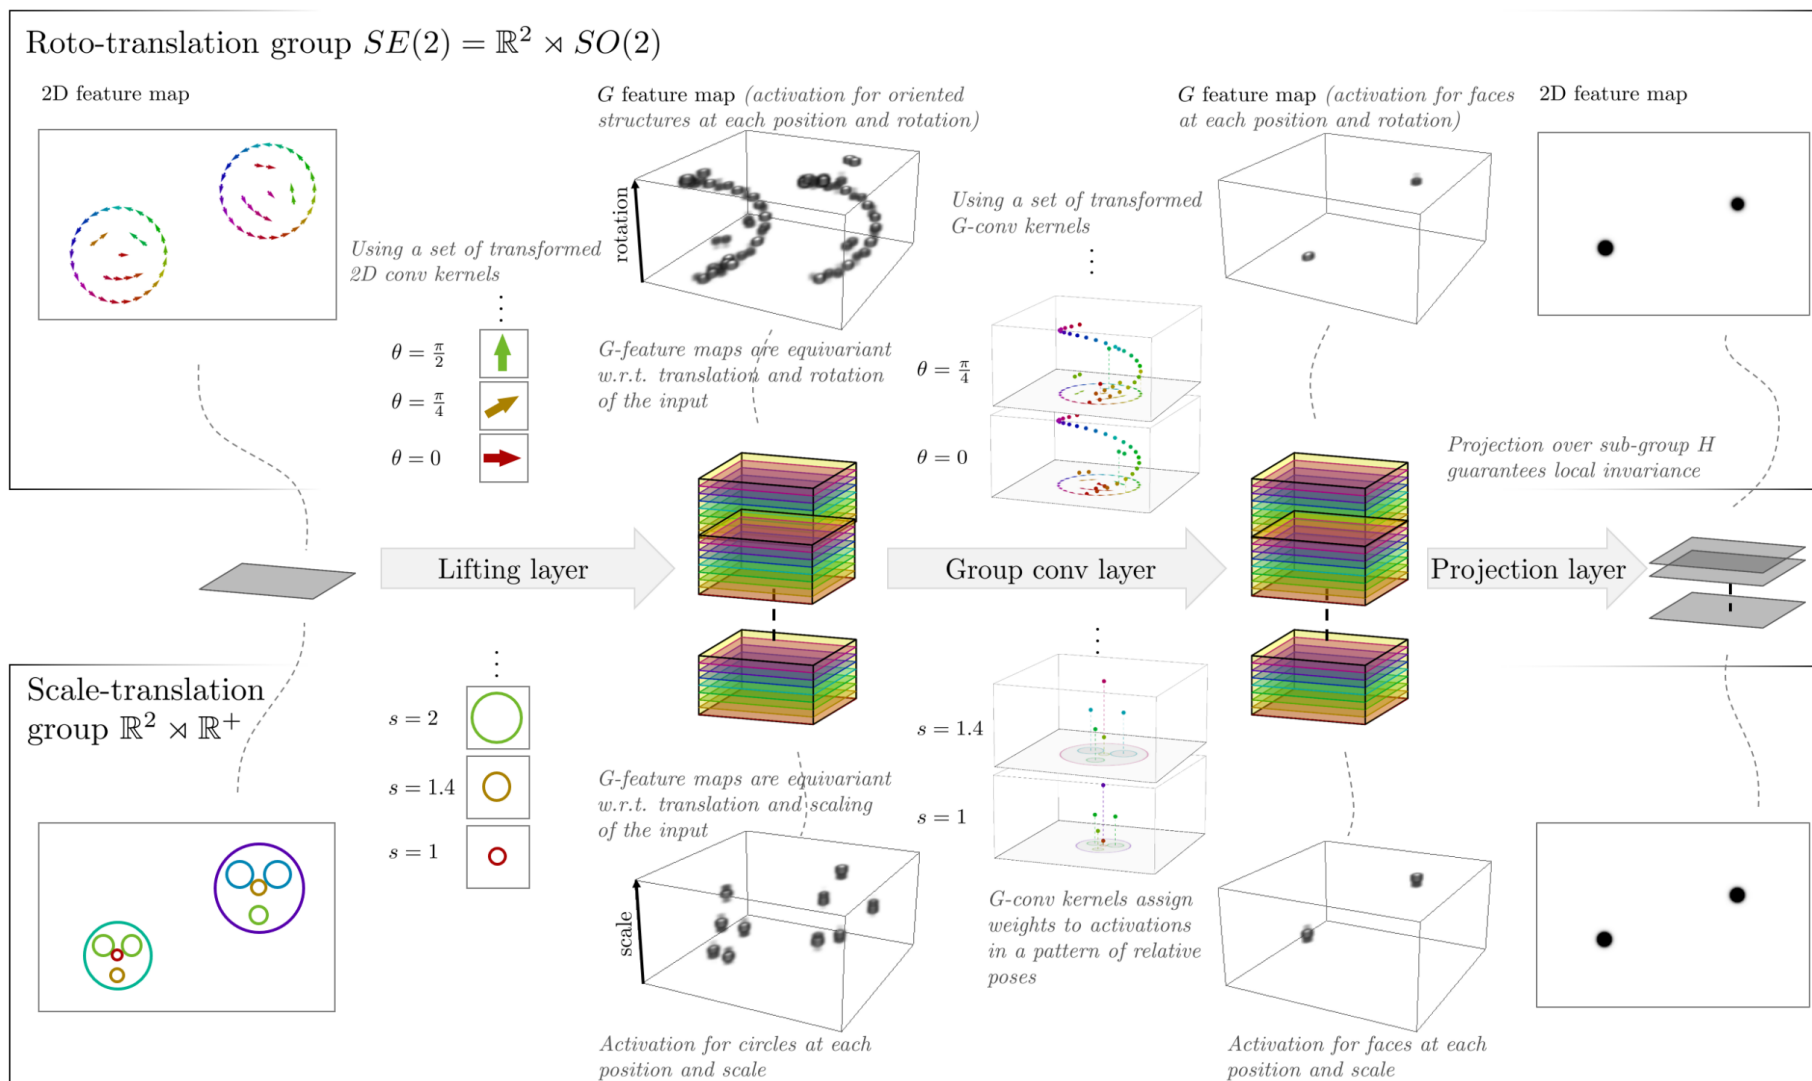 Roto-translation group SE(2) = ℝ² ⋊ SO(2)
2D feature map
G feature map (activation for oriented
structures at each position and rotation)
G feature map (activation for faces
at each position and rotation)
2D feature map
rotation
Using a set of transformed
2D conv kernels
Using a set of transformed
G-conv kernels
θ = π/2
θ = π/4
θ = 0
G-feature maps are equivariant
w.r.t. translation and rotation
of the input
θ = π/4
θ = 0
Projection over sub-group H
guarantees local invariance
Lifting layer
Group conv layer
Projection layer
Scale-translation
group ℝ² ⋊ ℝ⁺
s = 2
s = 1.4
s = 1
G-feature maps are equivariant
w.r.t. translation and scaling
of the input
s = 1.4
s = 1
scale
G-conv kernels assign
weights to activations
in a pattern of relative
poses
Activation for circles at each
position and scale
Activation for faces at each
position and scale